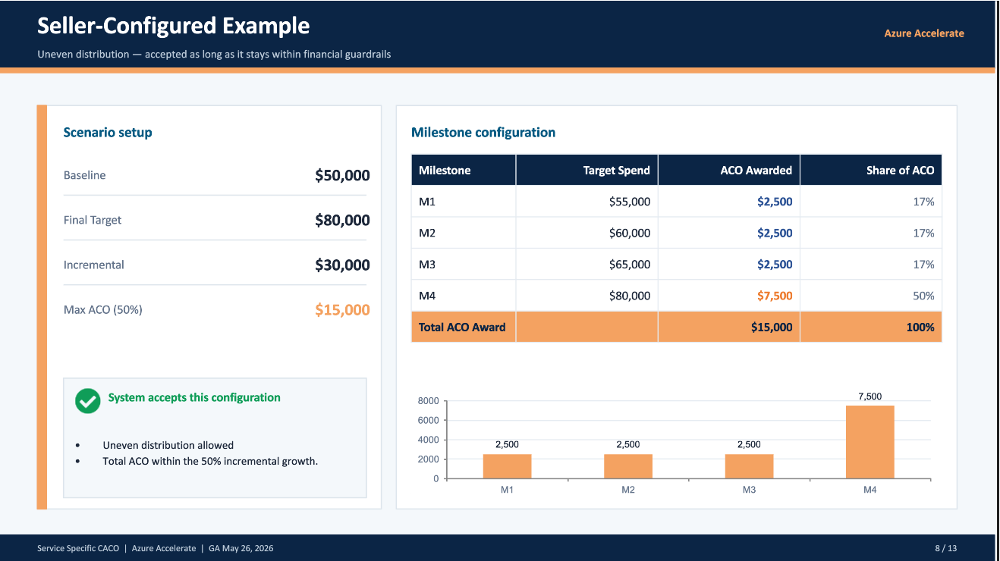 Seller-Configured Example
Azure Accelerate
Uneven distribution — accepted as long as it stays within financial guardrails
Scenario setup
Baseline $50,000
Final Target $80,000
Incremental $30,000
Max ACO (50%) $15,000
System accepts this configuration
• Uneven distribution allowed
• Total ACO within the 50% incremental growth.
Milestone configuration
Milestone Target Spend ACO Awarded Share of ACO
M1 $55,000 $2,500 17%
M2 $60,000 $2,500 17%
M3 $65,000 $2,500 17%
M4 $80,000 $7,500 50%
Total ACO Award $15,000 100%
7,500
8000
6000
4000
2,500 2,500 2,500
2000
0
M1 M2 M3 M4
Service Specific CACO | Azure Accelerate | GA May 26, 2026
8 / 13